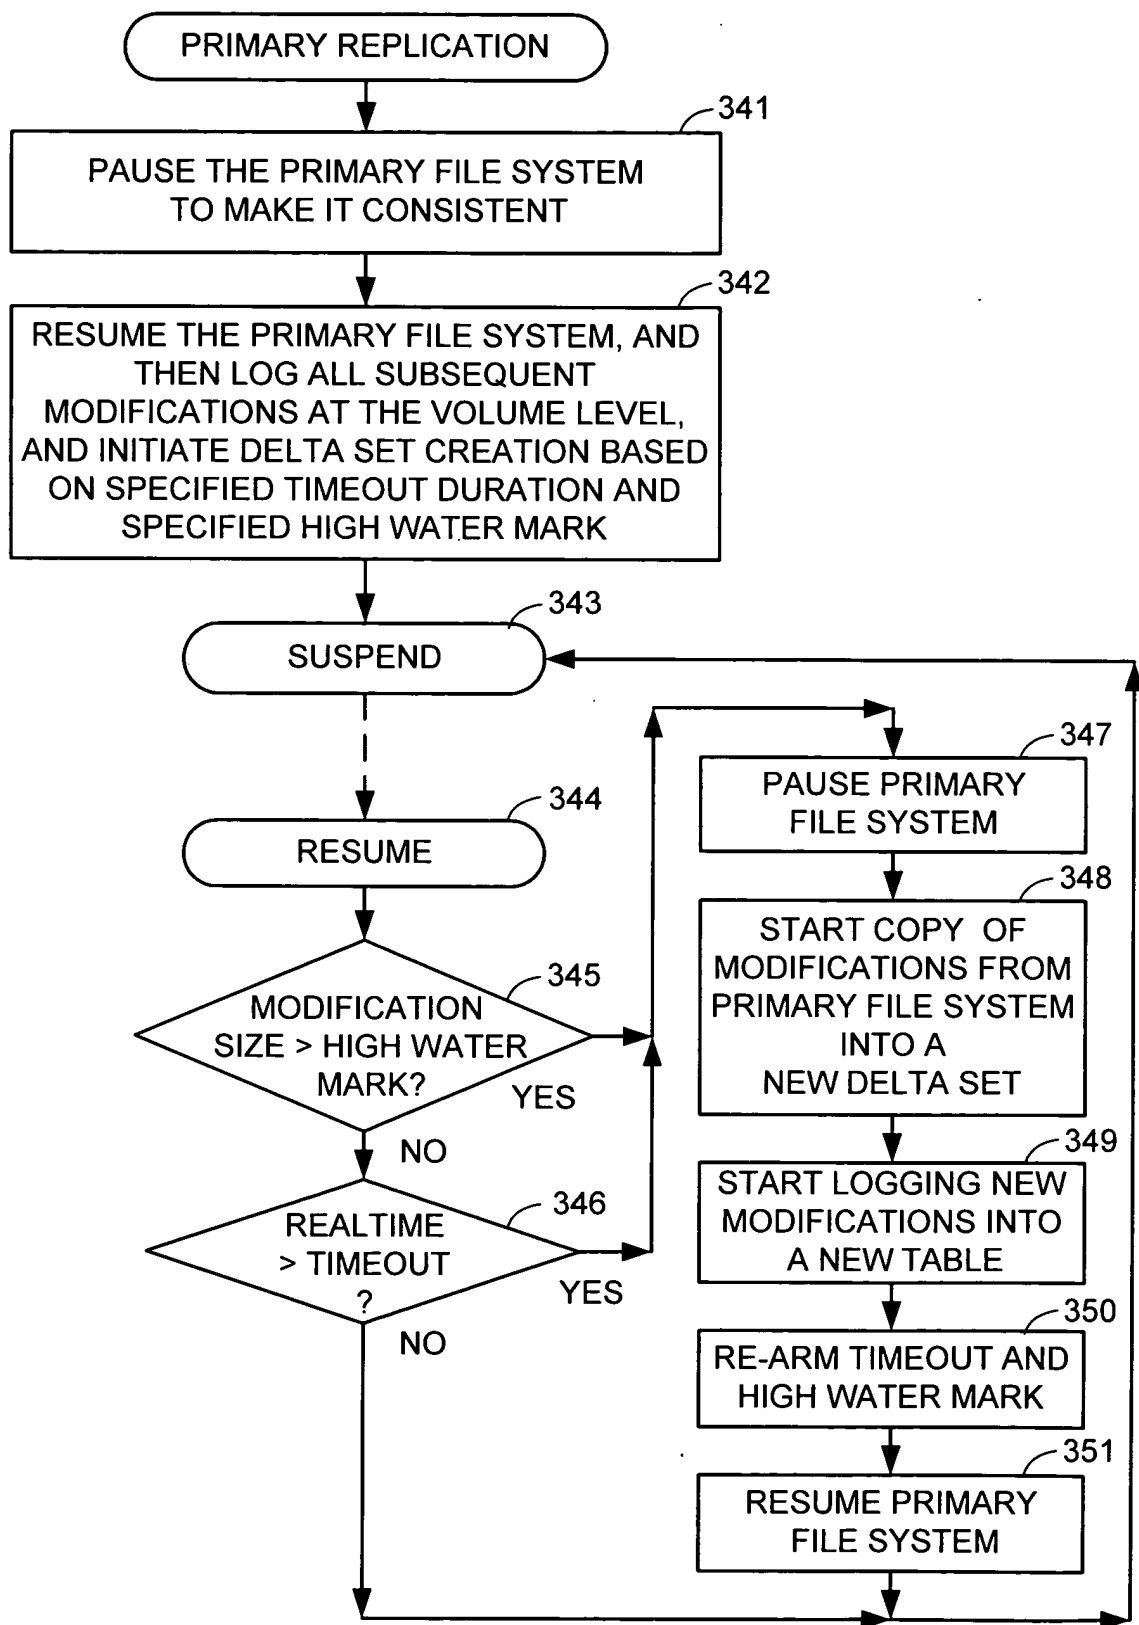 PRIMARY REPLICATION
341
PAUSE THE PRIMARY FILE SYSTEM
TO MAKE IT CONSISTENT
342
RESUME THE PRIMARY FILE SYSTEM, AND
THEN LOG ALL SUBSEQUENT
MODIFICATIONS AT THE VOLUME LEVEL,
AND INITIATE DELTA SET CREATION BASED
ON SPECIFIED TIMEOUT DURATION AND
SPECIFIED HIGH WATER MARK
343
SUSPEND
344
RESUME
345
MODIFICATION
SIZE > HIGH WATER
MARK?
YES
NO
346
REALTIME
> TIMEOUT
?
YES
NO
347
PAUSE PRIMARY
FILE SYSTEM
348
START COPY OF
MODIFICATIONS FROM
PRIMARY FILE SYSTEM
INTO A
NEW DELTA SET
349
START LOGGING NEW
MODIFICATIONS INTO
A NEW TABLE
350
RE-ARM TIMEOUT AND
HIGH WATER MARK
351
RESUME PRIMARY
FILE SYSTEM